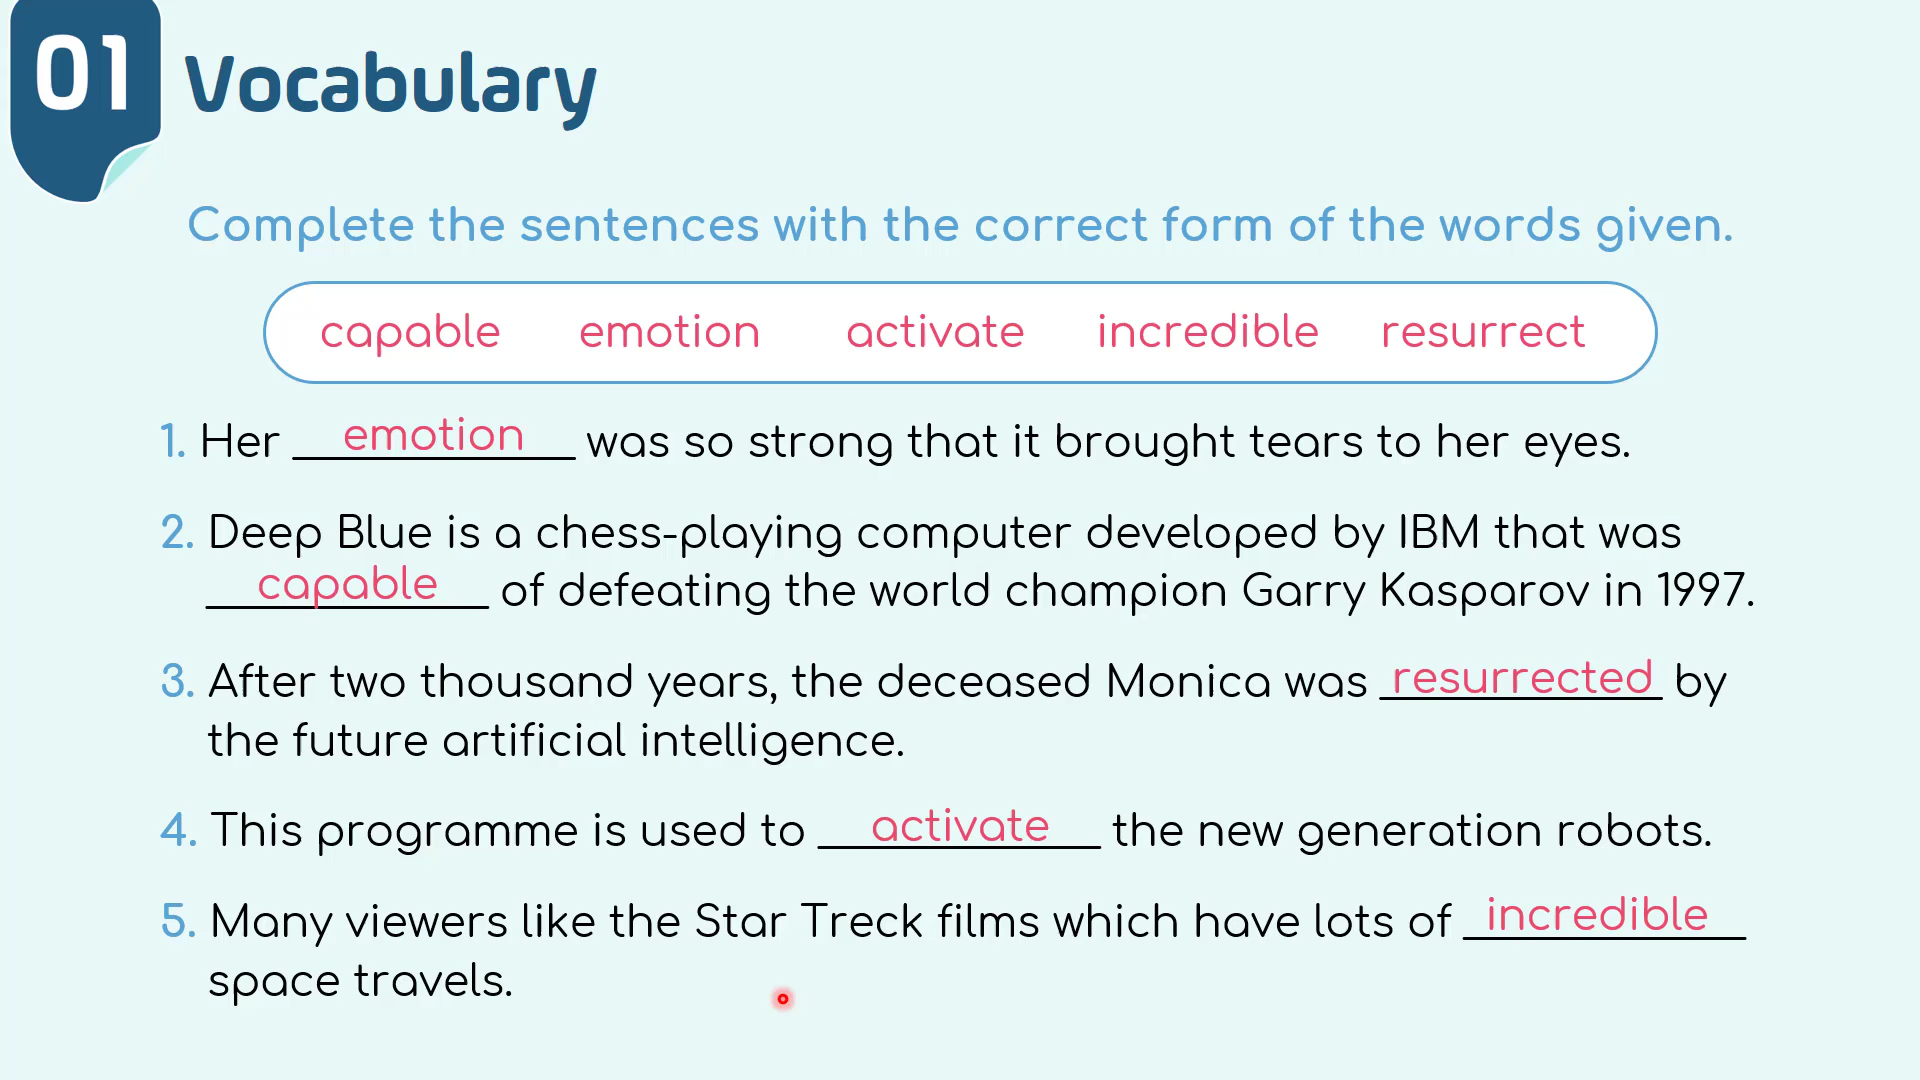 01 Vocabulary
Complete the sentences with the correct form of the words given.
capable emotion activate incredible resurrect
1. Her emotion was so strong that it brought tears to her eyes.
2. Deep Blue is a chess-playing computer developed by IBM that was
capable of defeating the world champion Garry Kasparov in 1997.
3. After two thousand years, the deceased Monica was resurrected by
the future artificial intelligence.
4. This programme is used to activate the new generation robots.
5. Many viewers like the Star Treck films which have lots of incredible
space travels.